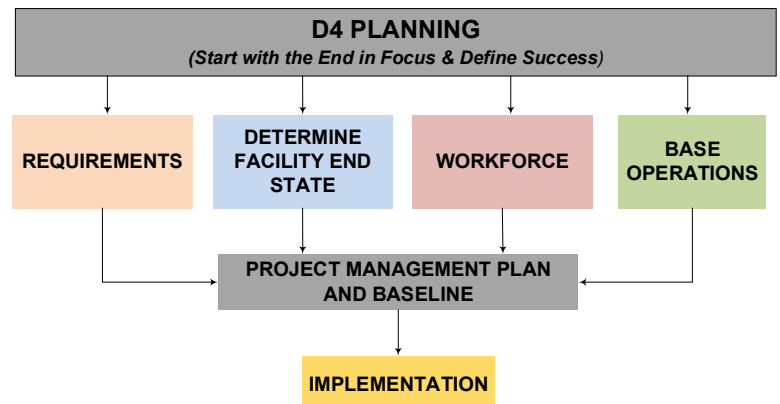 D4 PLANNING
(Start with the End in Focus & Define Success)
REQUIREMENTS
DETERMINE
FACILITY END
STATE
WORKFORCE
BASE
OPERATIONS
PROJECT MANAGEMENT PLAN
AND BASELINE
IMPLEMENTATION